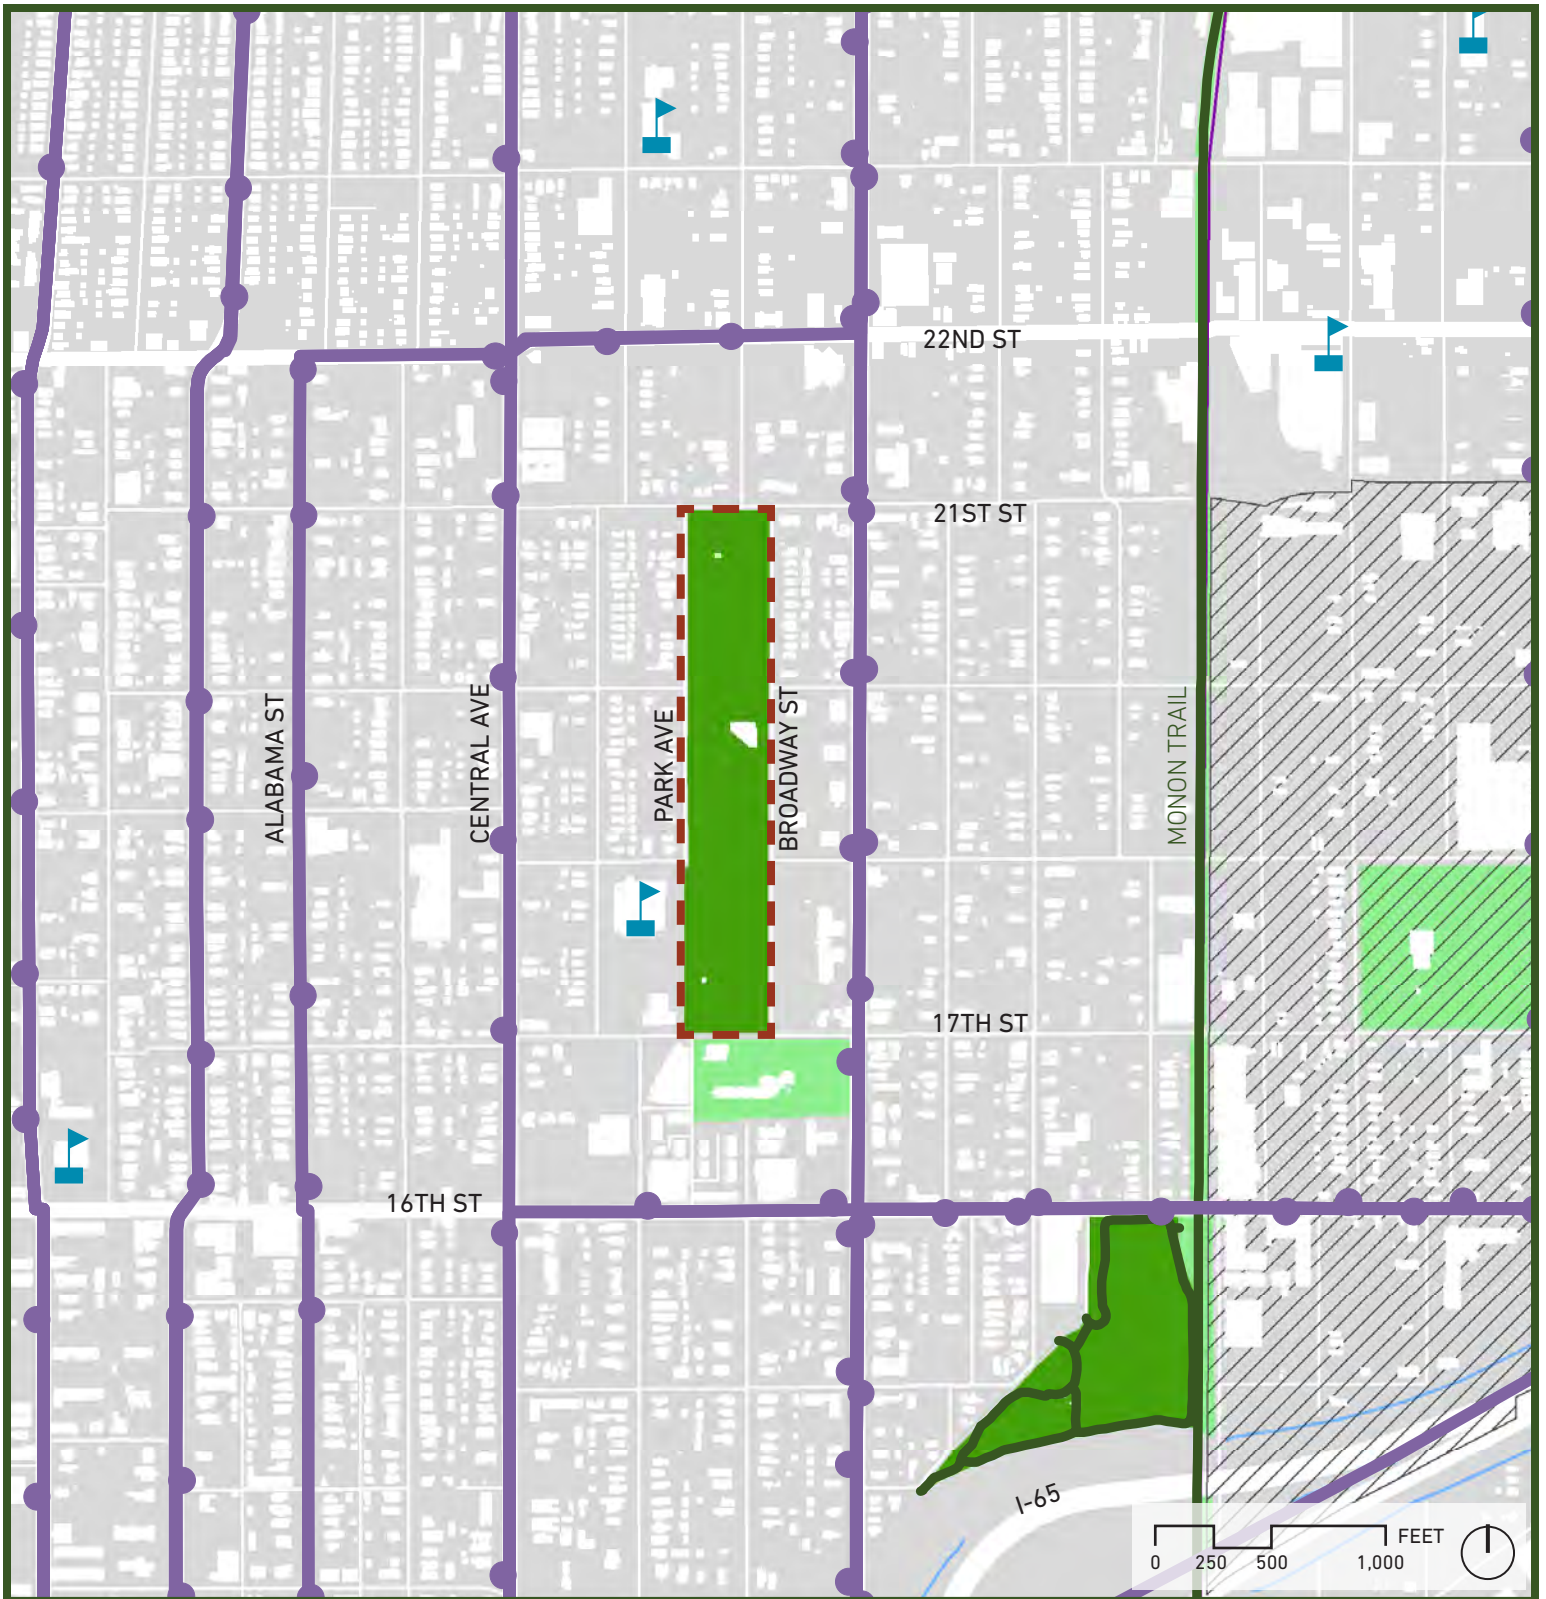 22ND ST
21ST ST
ALABAMA ST
CENTRAL AVE
PARK AVE
BROADWAY ST
MONON TRAIL
17TH ST
16TH ST
I-65
FEET
0 250 500 1,000